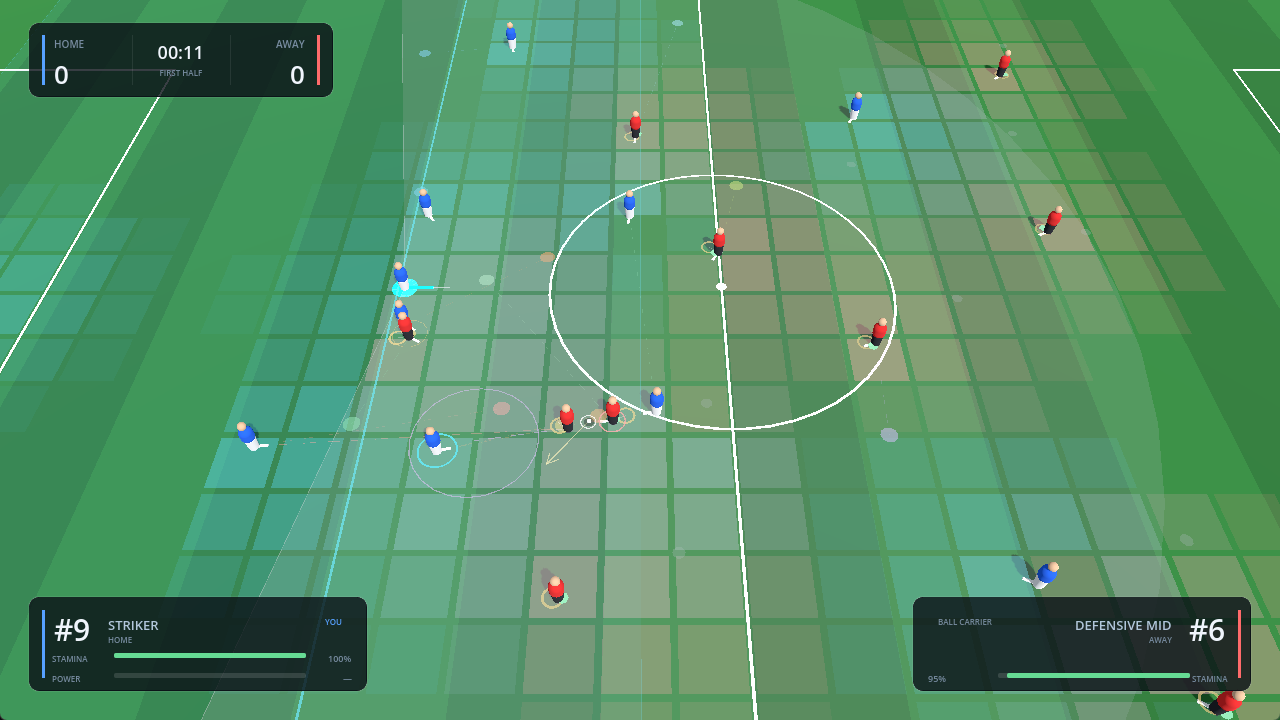 HOME
0
00:11
FIRST HALF
AWAY
0
#9
STRIKER
HOME
YOU
STAMINA
100%
POWER
—
BALL CARRIER
DEFENSIVE MID
AWAY
#6
95%
STAMINA